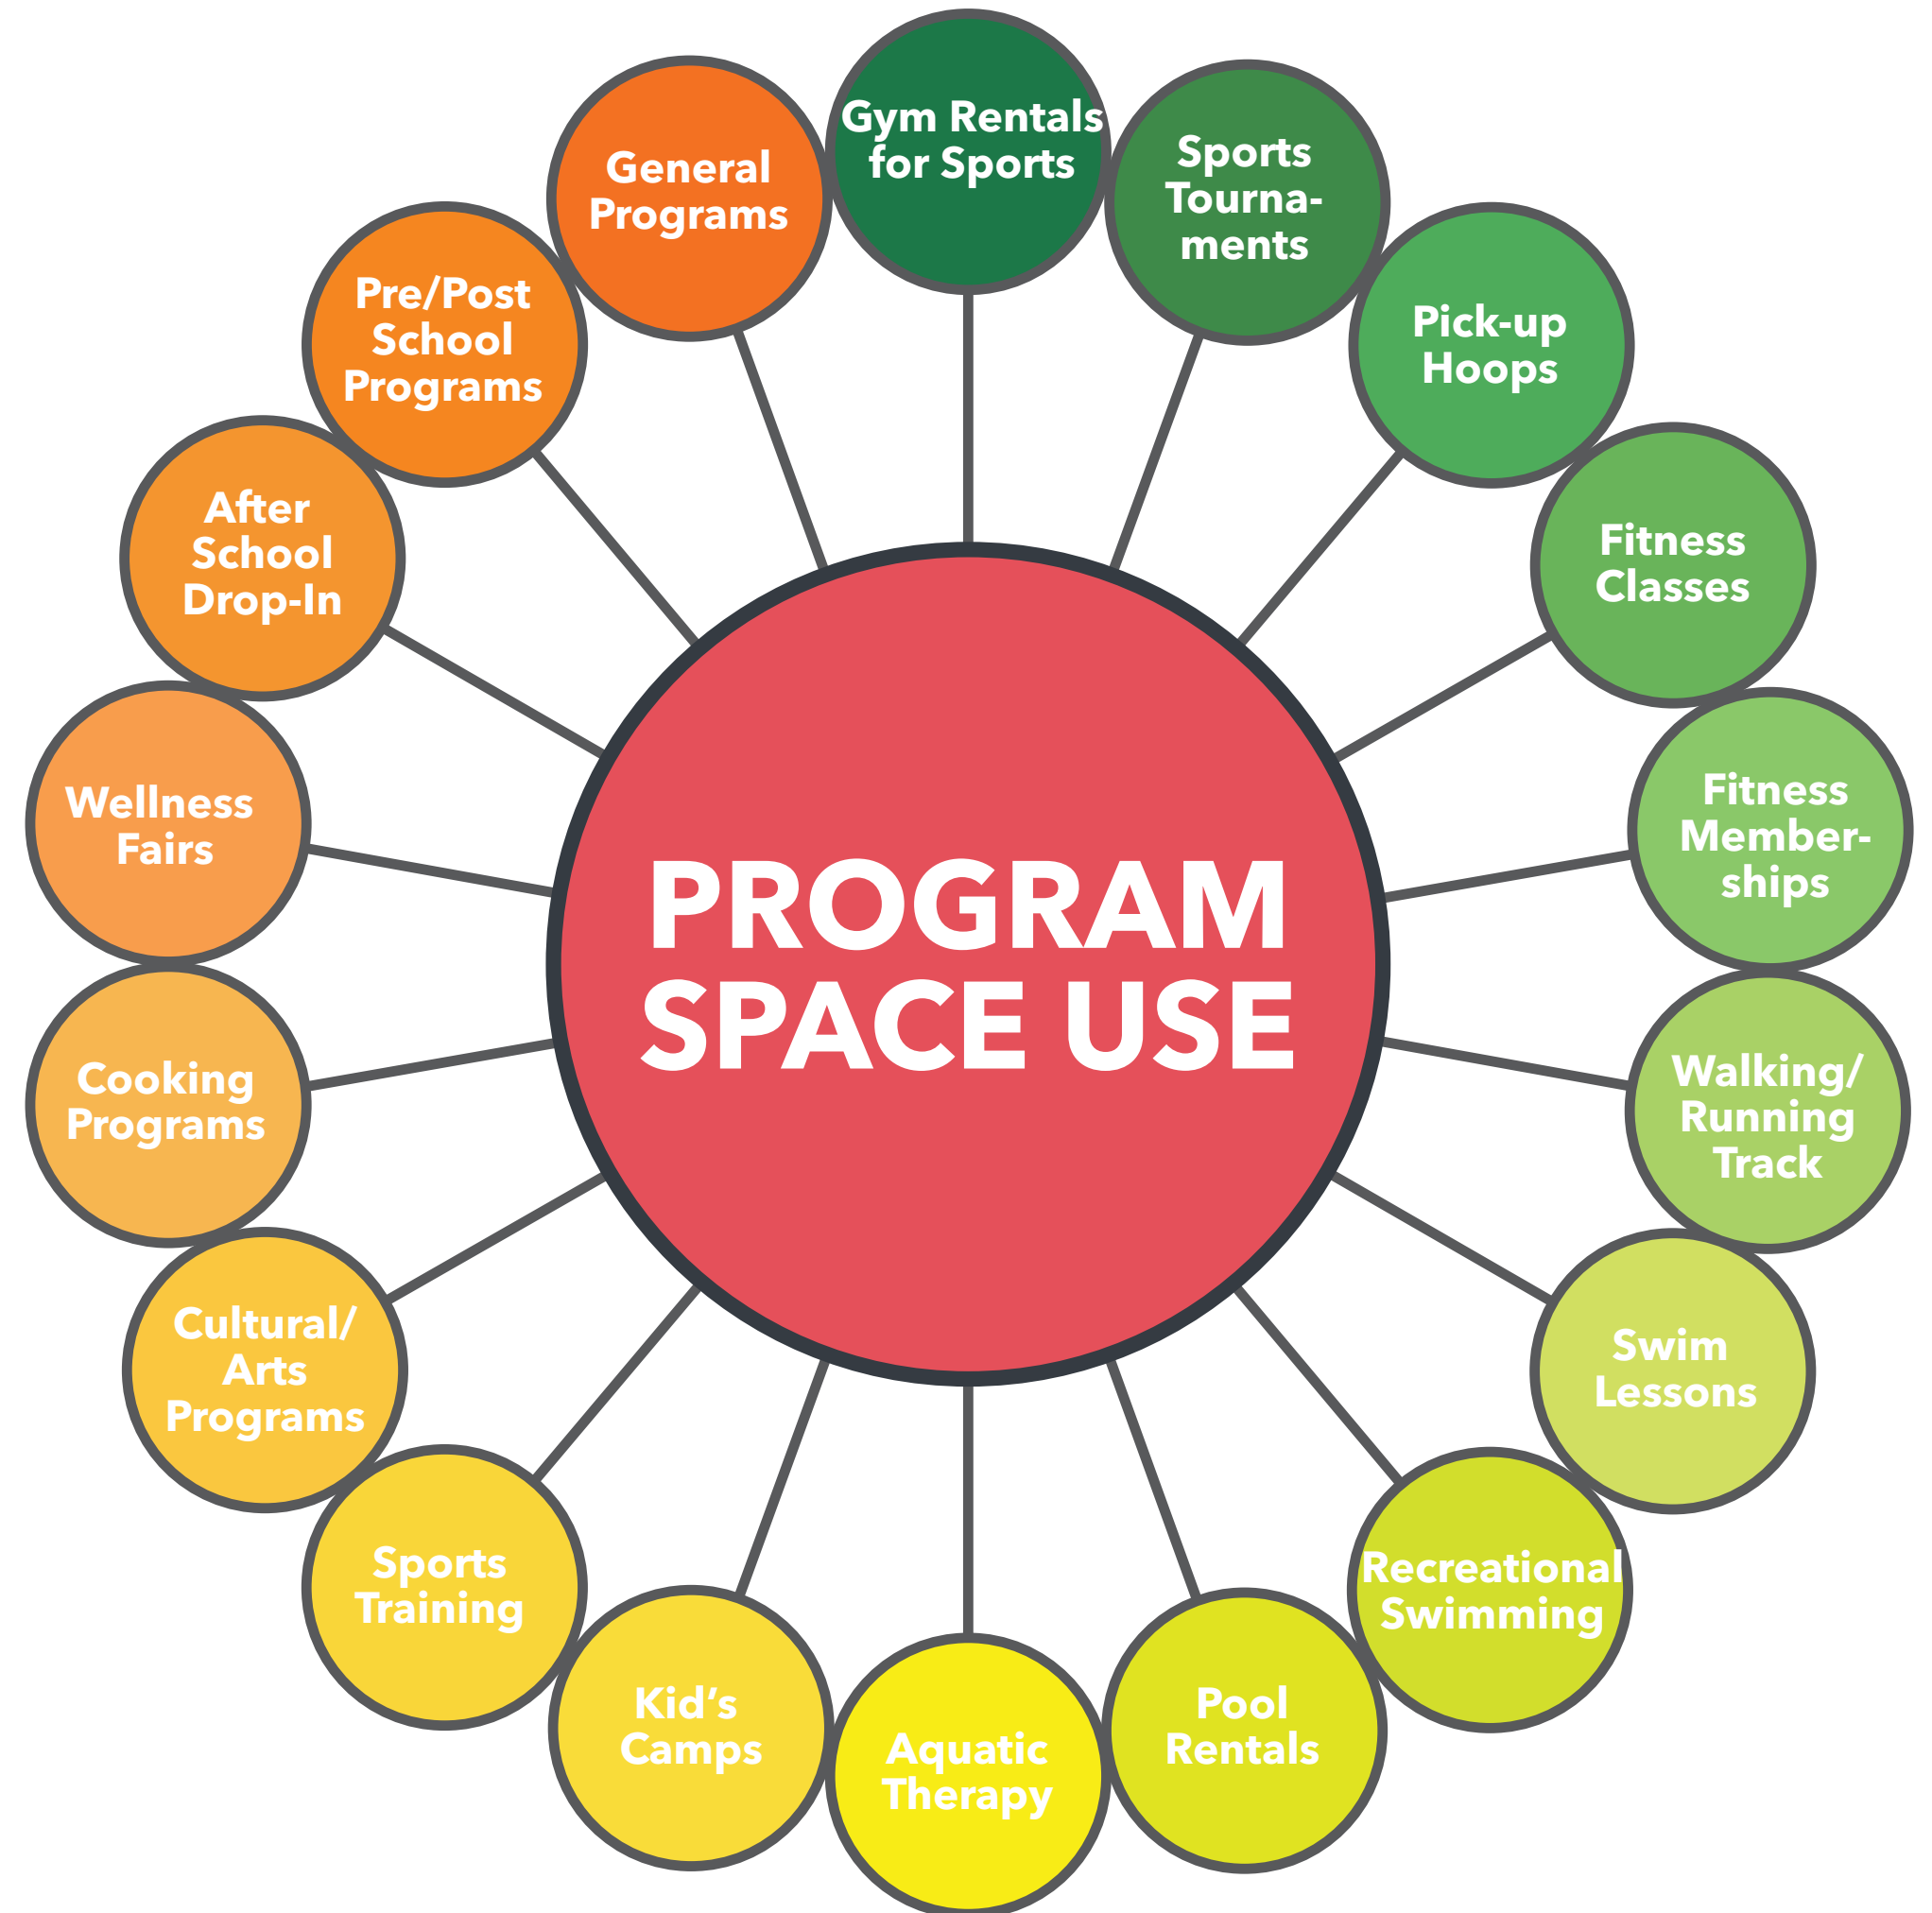 PROGRAM
SPACE USE
Gym Rentals
for Sports
Sports
Tourna-
ments
Pick-up
Hoops
Fitness
Classes
Fitness
Member-
ships
Walking/
Running
Track
Swim
Lessons
Recreational
Swimming
Pool
Rentals
Aquatic
Therapy
Kid’s
Camps
Sports
Training
Cultural/
Arts
Programs
Cooking
Programs
Wellness
Fairs
After
School
Drop-In
Pre/Post
School
Programs
General
Programs